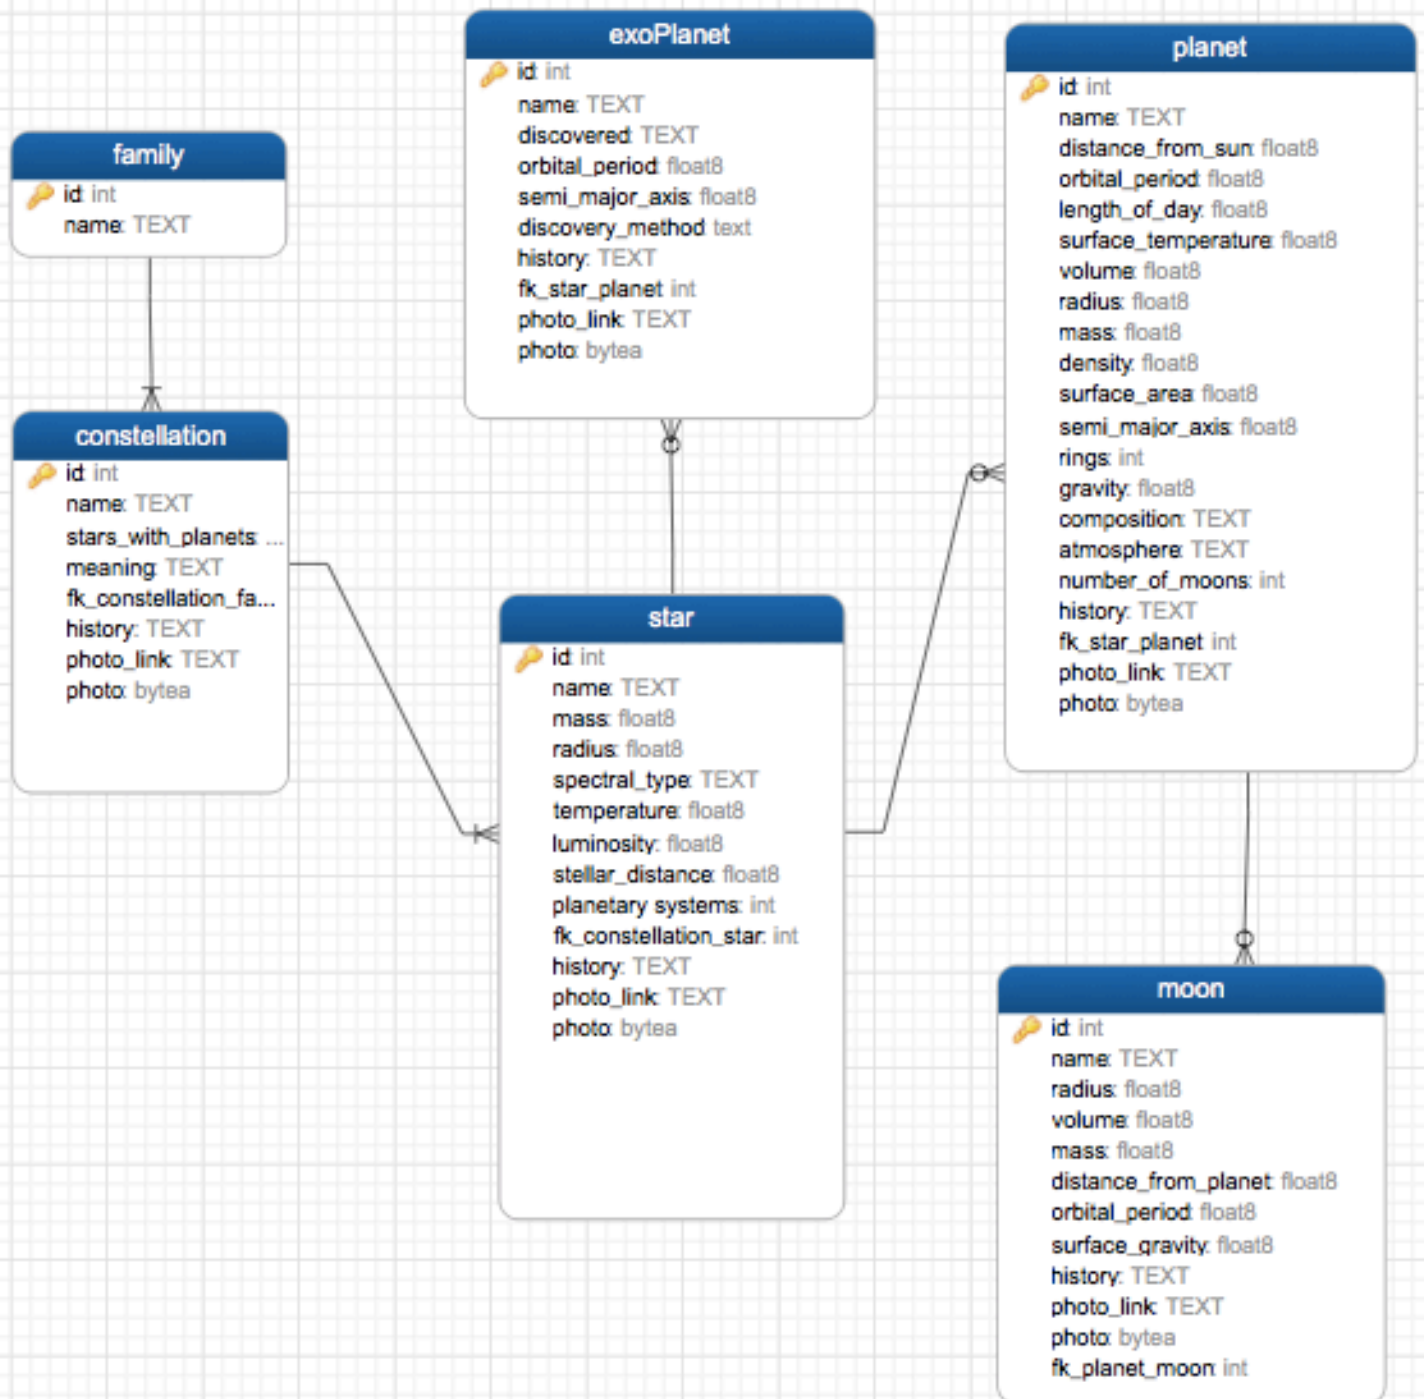 family
id: int
name: TEXT
constellation
id: int
name: TEXT
stars_with_planets: ...
meaning: TEXT
fk_constellation_fa...
history: TEXT
photo_link: TEXT
photo: bytea
exoPlanet
id: int
name: TEXT
discovered: TEXT
orbital_period: float8
semi_major_axis: float8
discovery_method: text
history: TEXT
fk_star_planet: int
photo_link: TEXT
photo: bytea
star
id: int
name: TEXT
mass: float8
radius: float8
spectral_type: TEXT
temperature: float8
luminosity: float8
stellar_distance: float8
planetary systems: int
fk_constellation_star: int
history: TEXT
photo_link: TEXT
photo: bytea
planet
id: int
name: TEXT
distance_from_sun: float8
orbital_period: float8
length_of_day: float8
surface_temperature: float8
volume: float8
radius: float8
mass: float8
density: float8
surface_area: float8
semi_major_axis: float8
rings: int
gravity: float8
composition: TEXT
atmosphere: TEXT
number_of_moons: int
history: TEXT
fk_star_planet: int
photo_link: TEXT
photo: bytea
moon
id: int
name: TEXT
radius: float8
volume: float8
mass: float8
distance_from_planet: float8
orbital_period: float8
surface_gravity: float8
history: TEXT
photo_link: TEXT
photo: bytea
fk_planet_moon: int